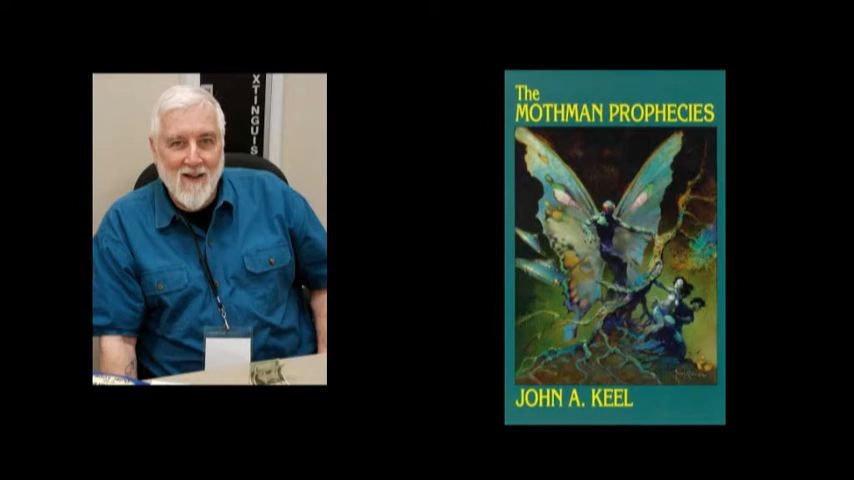 XTINGUIS
The
MOTHMAN PROPHECIES
JOHN A. KEEL